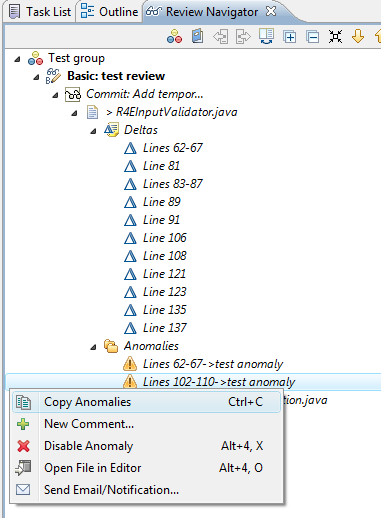 Task List Outline Review Navigator
Test group
Basic: test review
Commit: Add tempor...
> R4EInputValidator.java
Deltas
Lines 62-67
Line 81
Lines 83-87
Line 89
Line 91
Line 106
Line 108
Line 121
Line 123
Line 135
Line 137
Anomalies
Lines 62-67->test anomaly
Lines 102-110->test anomaly
tion.java
Copy Anomalies Ctrl+C
New Comment...
Disable Anomaly Alt+4, X
Open File in Editor Alt+4, O
Send Email/Notification...